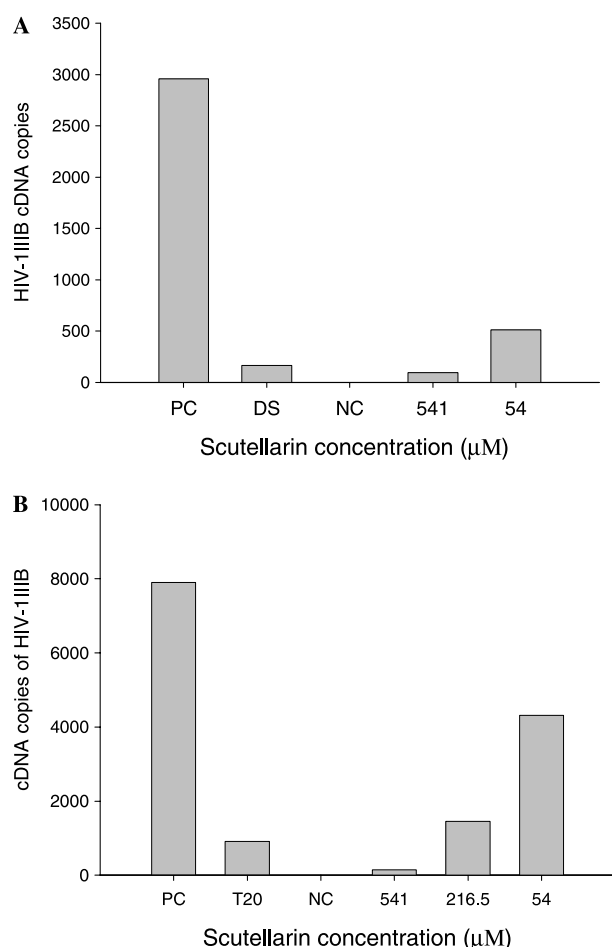 A
3500
3000
2500
2000
1500
1000
500
0
HIV-1IIIB cDNA copies
PC DS NC 541 54
Scutellarin concentration (µM)
B
10000
8000
6000
4000
2000
0
cDNA copies of HIV-1IIIB
PC T20 NC 541 216.5 54
Scutellarin concentration (µM)